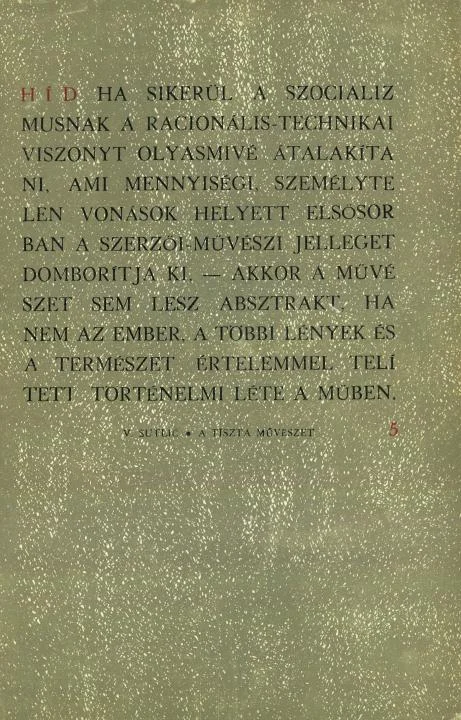 HÍD HA SIKERÜL A SZOCIALIZ
MUSNAK A RACIONÁLIS-TECHNIKAI
VISZONYT OLYASMIVÉ ÁTALAKÍTA
NI, AMI MENNYISÉGI, SZEMÉLYTE
LEN VONÁSOK HELYETT ELSŐSOR
BAN A SZERZŐI-MŰVÉSZI JELLEGET
DOMBORÍTJA KI, — AKKOR A MŰVÉ
SZET SEM LESZ ABSZTRAKT, HA
NEM AZ EMBER, A TÖBBI LÉNYEK ÉS
A TERMÉSZET ÉRTELEMMEL TELÍ
TETT TÖRTÉNELMI LÉTE A MŰBEN.
V. SUTLIĆ • A TISZTA MŰVÉSZET 5